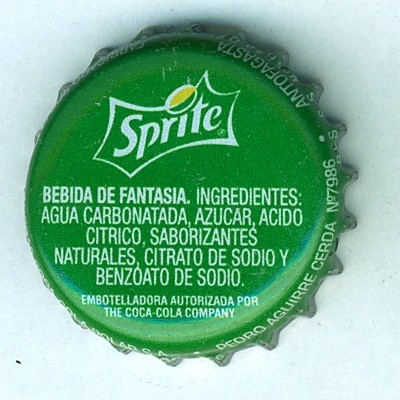 Sprite
BEBIDA DE FANTASIA. INGREDIENTES:
AGUA CARBONATADA, AZUCAR, ACIDO
CITRICO, SABORIZANTES
NATURALES, CITRATO DE SODIO Y
BENZOATO DE SODIO.
EMBOTELLADORA AUTORIZADA POR
THE COCA-COLA COMPANY
ANTOFAGASTA
PEDRO AGUIRRE CERDA Nº7986